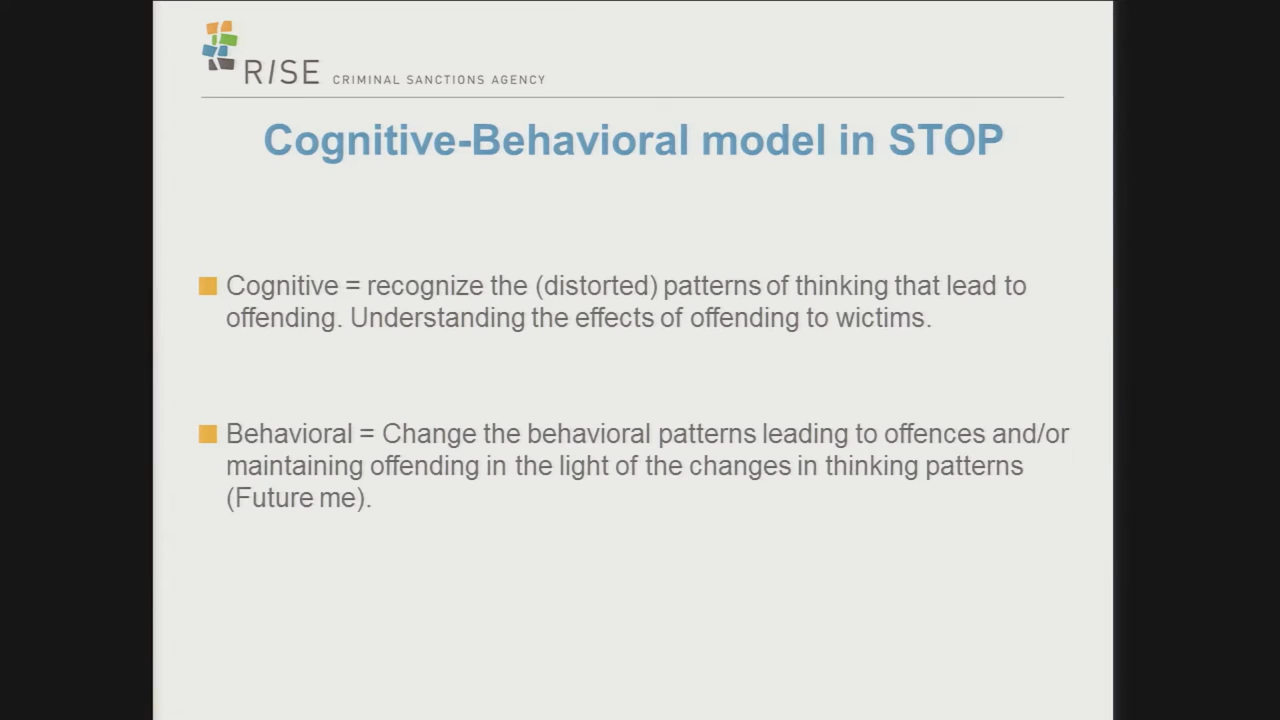 RISE CRIMINAL SANCTIONS AGENCY
Cognitive-Behavioral model in STOP
Cognitive = recognize the (distorted) patterns of thinking that lead to
offending. Understanding the effects of offending to wictims.
Behavioral = Change the behavioral patterns leading to offences and/or
maintaining offending in the light of the changes in thinking patterns
(Future me).